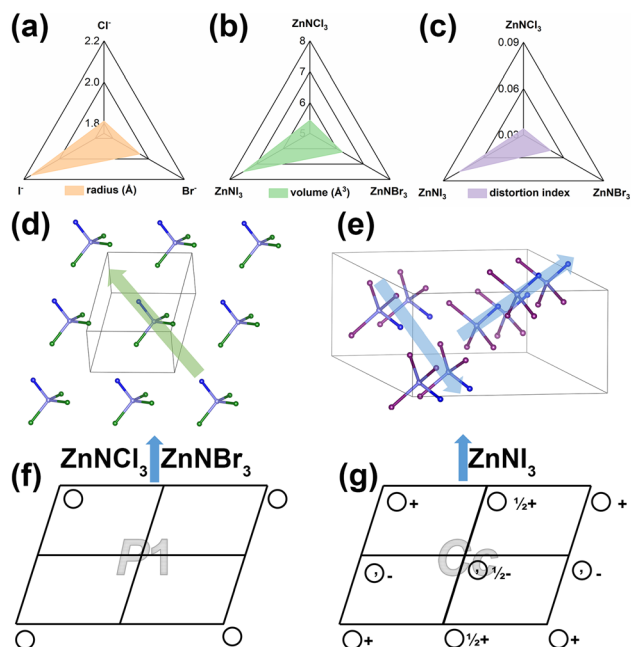 (a)
Cl⁻
2.2
2.0
1.8
I⁻
Br⁻
radius (Å)
(b)
ZnNCl₃
8
7
6
5
ZnNI₃
ZnNBr₃
volume (Å³)
(c)
ZnNCl₃
0.09
0.06
ZnNI₃
ZnNBr₃
distortion index
(d)
(e)
ZnNCl₃ ZnNBr₃
ZnNI₃
(f)
P1
(g)
Cc
+
½+
+
, -
, ½-
, -
+
½+
+